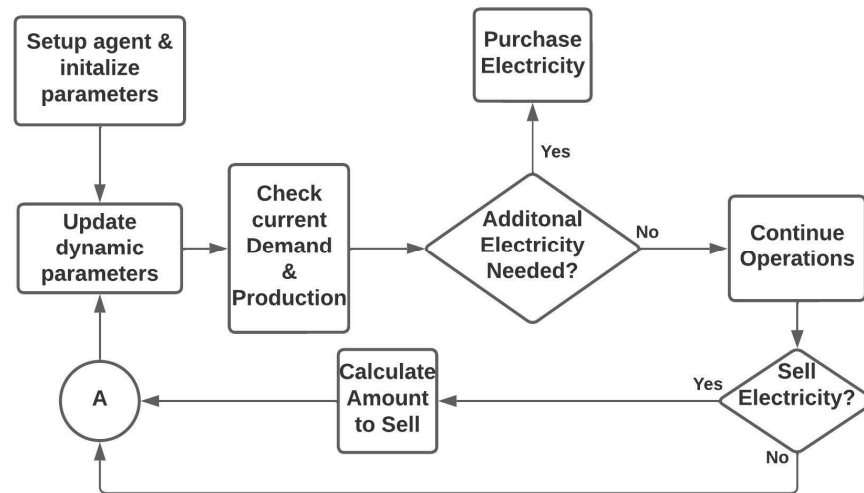 Setup agent &
initalize
parameters
Purchase
Electricity
Yes
Update
dynamic
parameters
Check
current
Demand
&
Production
Additonal
Electricity
Needed?
No
Continue
Operations
A
Calculate
Amount
to Sell
Yes
Sell
Electricity?
No